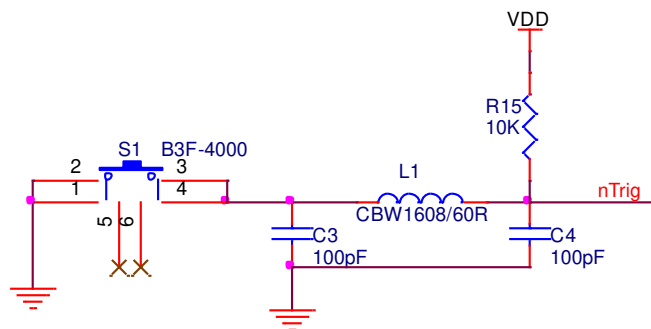 VDD
R15
10K
S1 B3F-4000
2 3
1 4
L1
nTrig
5 6
CBW1608/60R
C3
100pF
C4
100pF